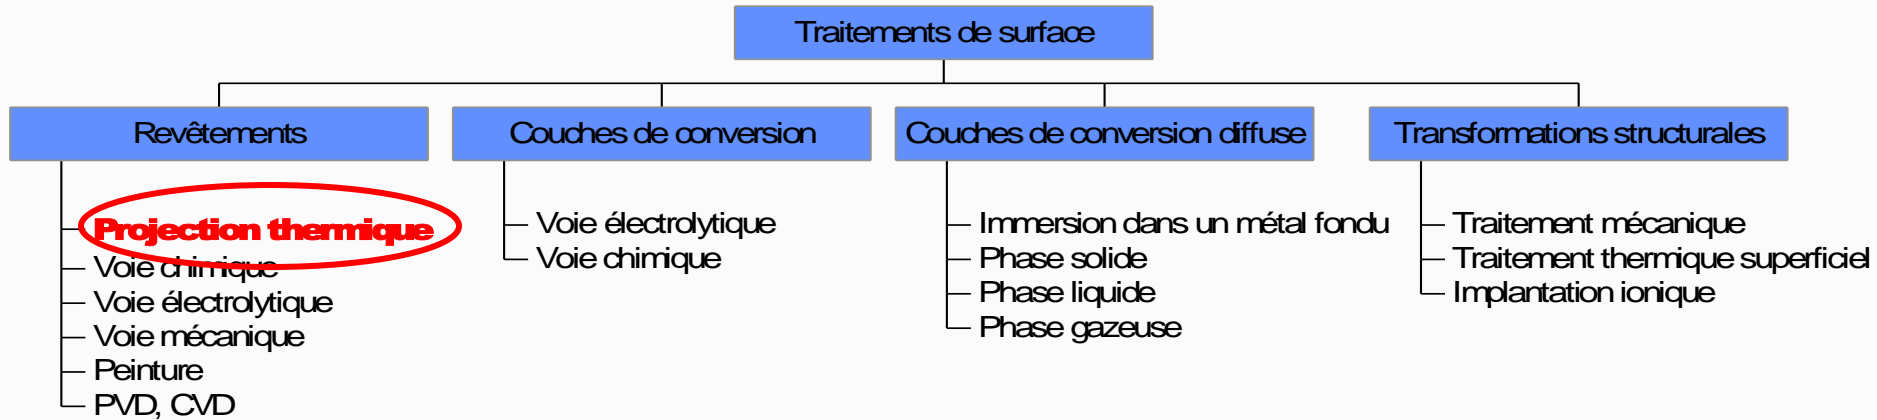 Traitements de surface
Revêtements
Projection thermique
Voie chimique
Voie électrolytique
Voie mécanique
Peinture
PVD, CVD
Couches de conversion
Voie électrolytique
Voie chimique
Couches de conversion diffuse
Immersion dans un métal fondu
Phase solide
Phase liquide
Phase gazeuse
Transformations structurales
Traitement mécanique
Traitement thermique superficiel
Implantation ionique